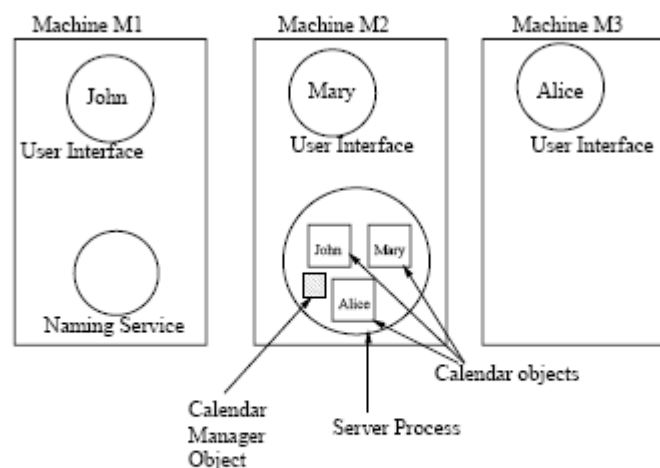 Machine M1
Machine M2
Machine M3
John
Mary
Alice
User Interface
User Interface
User Interface
John
Mary
Alice
Naming Service
Calendar objects
Calendar
Manager
Object
Server Process